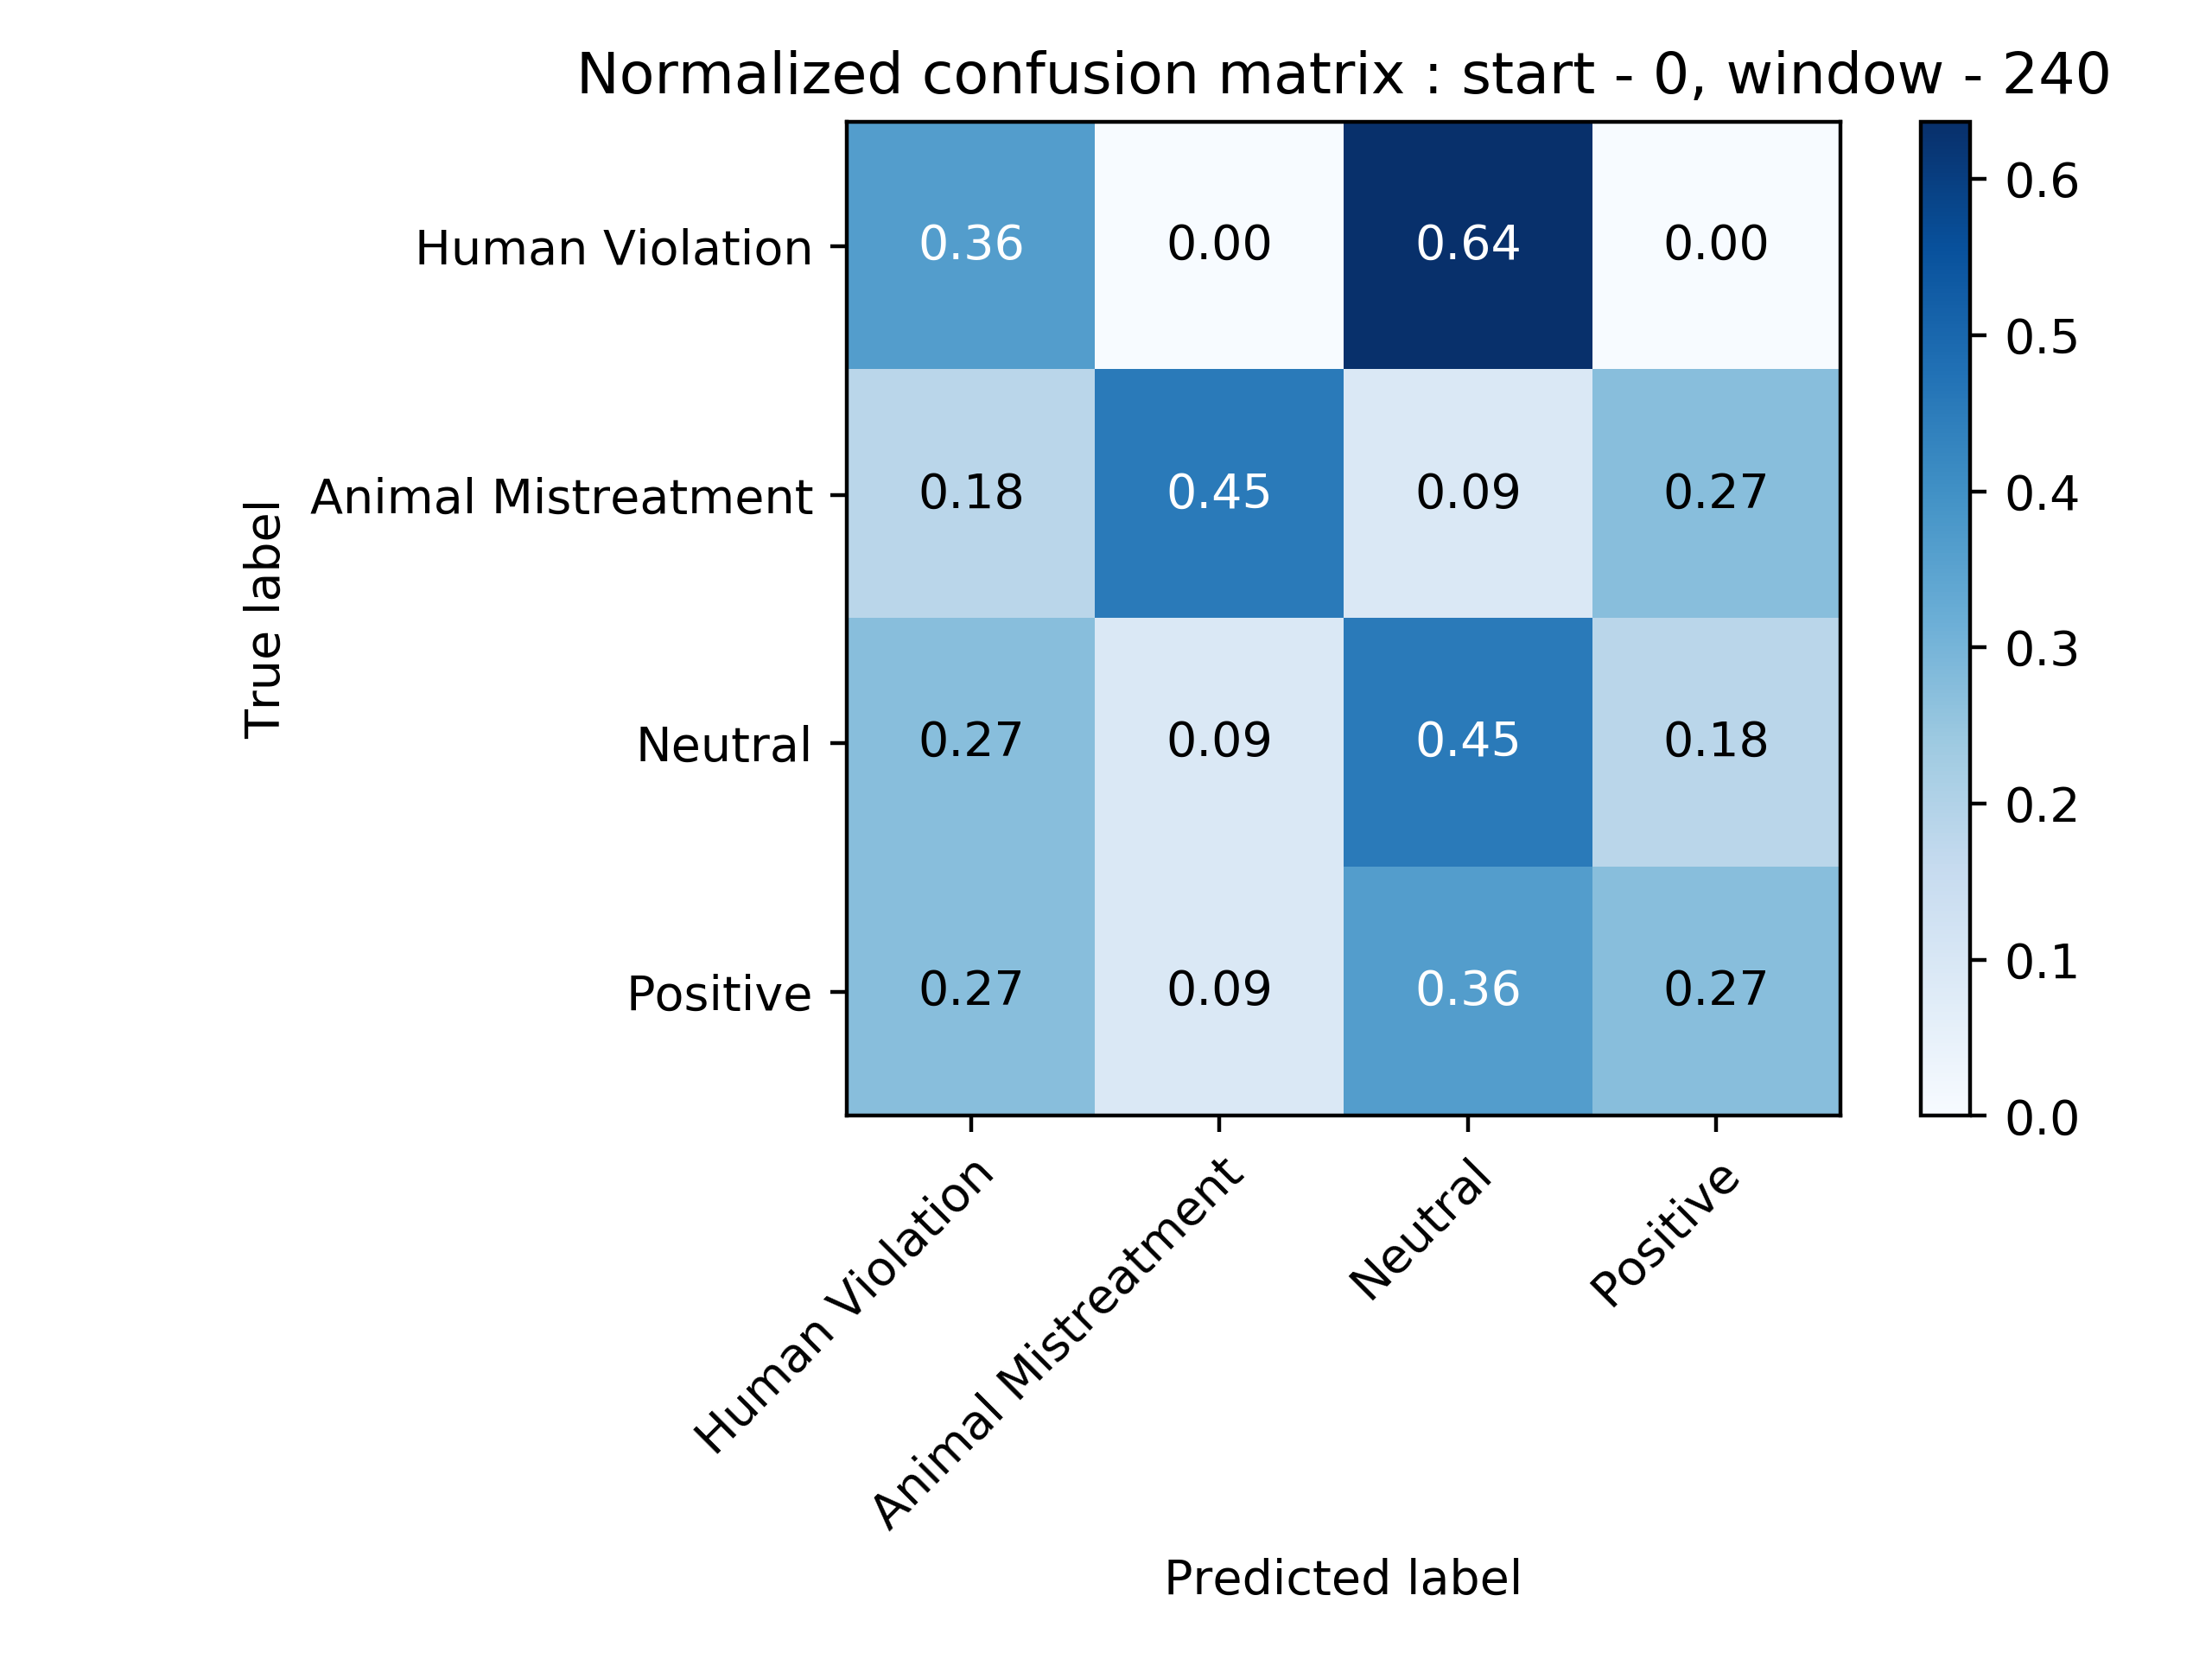 Normalized confusion matrix : start - 0, window - 240
True label
Human Violation 0.36 0.00 0.64 0.00
Animal Mistreatment 0.18 0.45 0.09 0.27
Neutral 0.27 0.09 0.45 0.18
Positive 0.27 0.09 0.36 0.27
Human Violation
Animal Mistreatment
Neutral
Positive
Predicted label
0.6
0.5
0.4
0.3
0.2
0.1
0.0